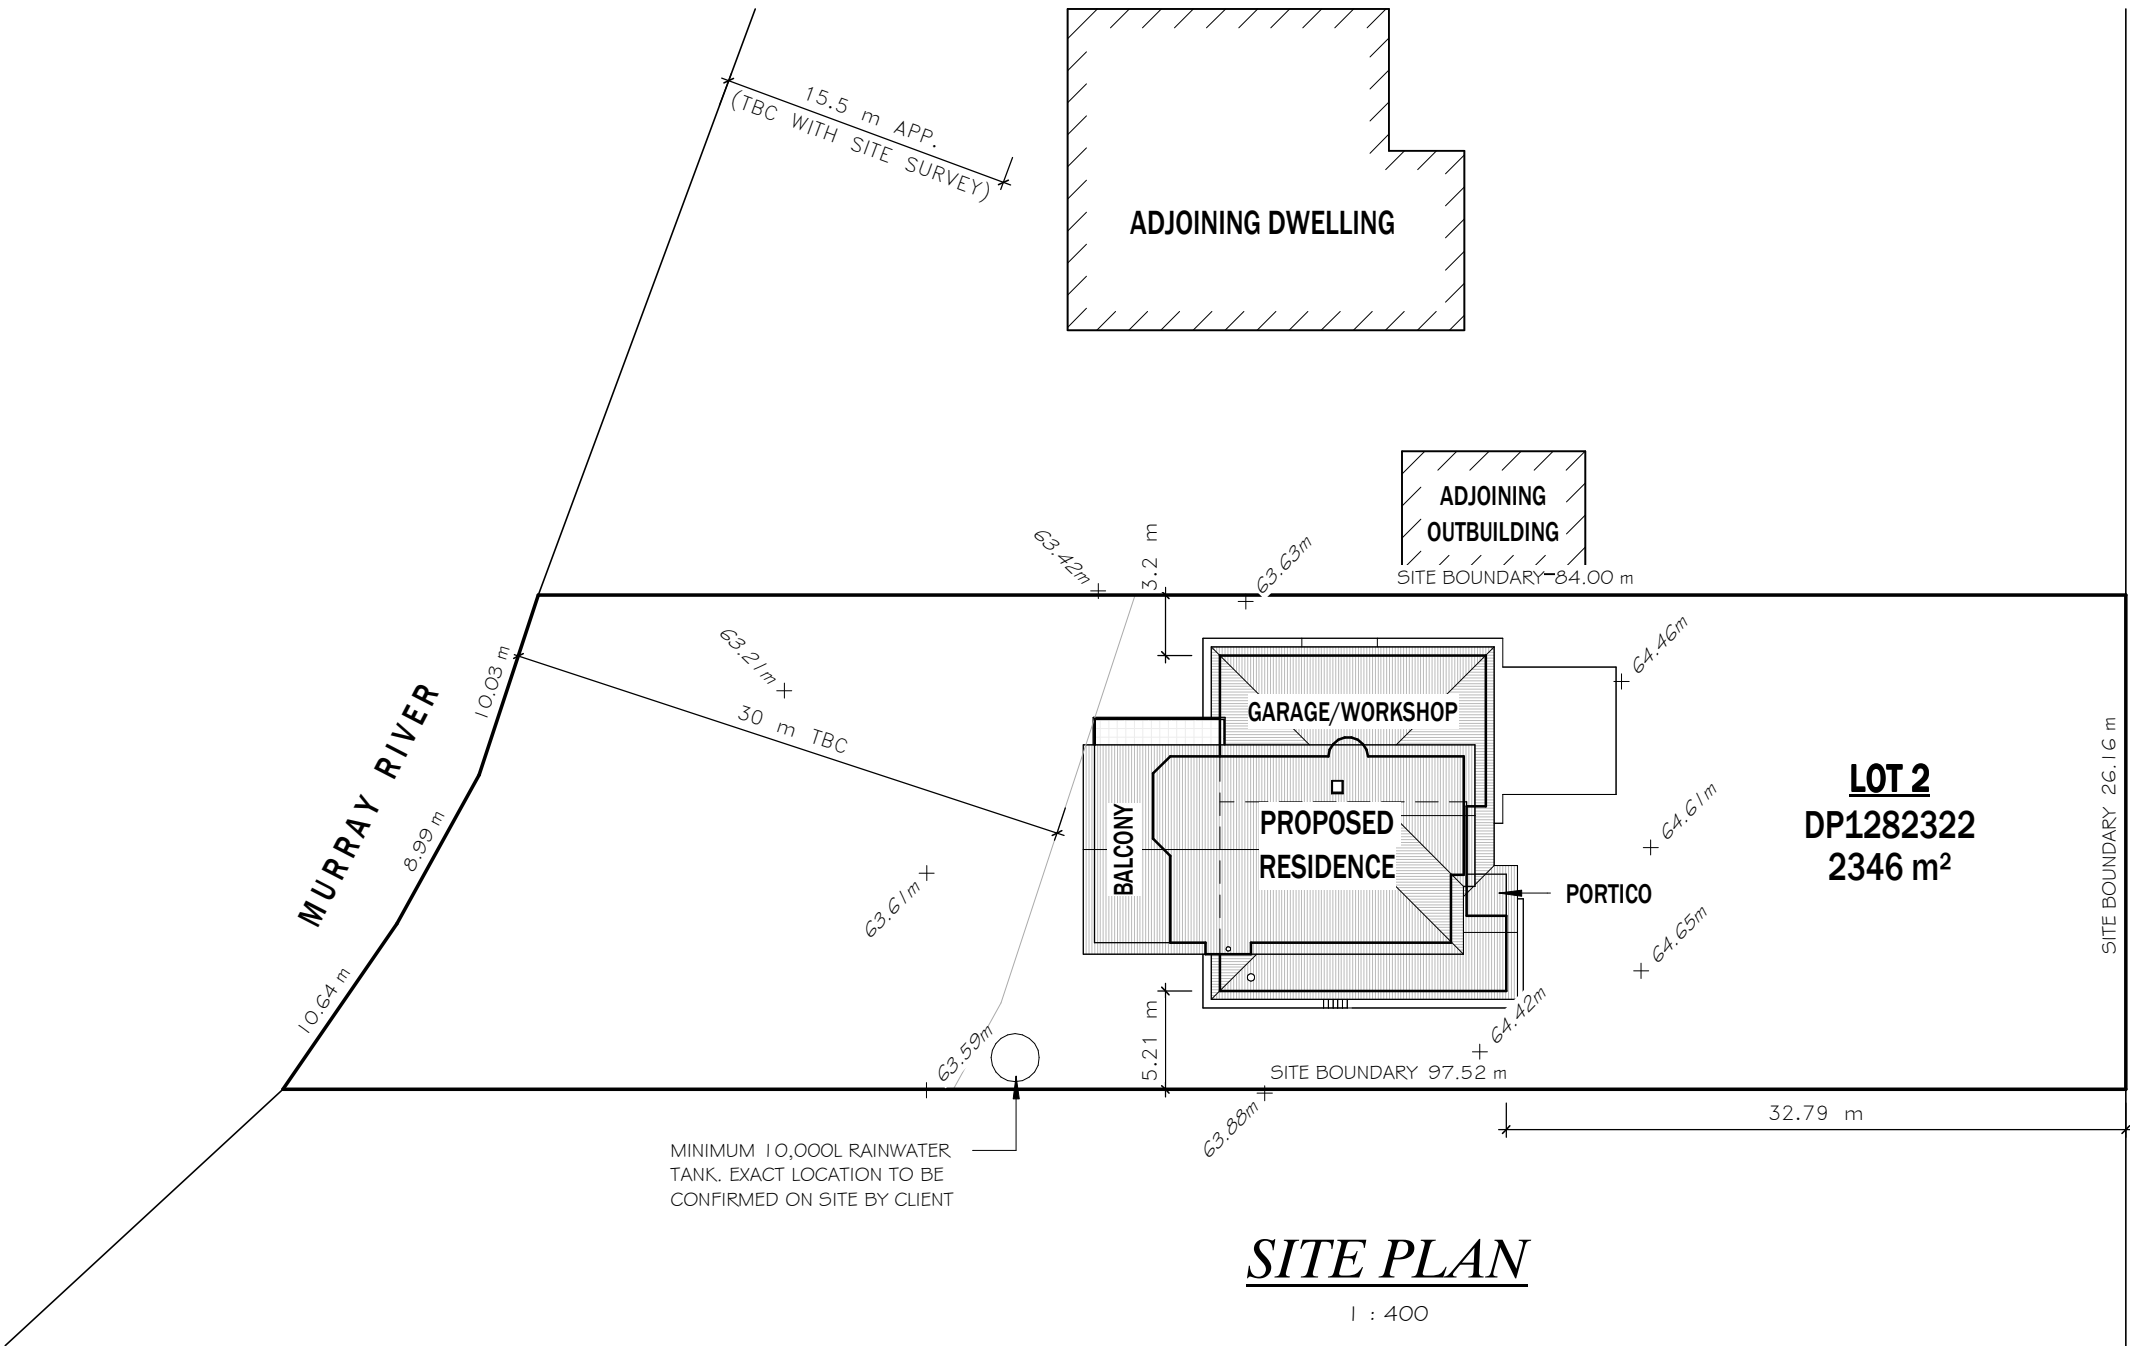 15.5 m APP.
(TBC WITH SITE SURVEY)
ADJOINING DWELLING
ADJOINING
OUTBUILDING
SITE BOUNDARY 84.00 m
63.42m
3.2 m
63.63m
63.21m
64.46m
10.03 m
30 m TBC
GARAGE/WORKSHOP
MURRAY RIVER
8.99 m
BALCONY
PROPOSED
RESIDENCE
64.61m
LOT 2
DP1282322
2346 m²
SITE BOUNDARY 26.16 m
PORTICO
63.61m
64.65m
10.64 m
63.59m
5.21 m
64.42m
SITE BOUNDARY 97.52 m
63.88m
32.79 m
MINIMUM 10,000L RAINWATER
TANK. EXACT LOCATION TO BE
CONFIRMED ON SITE BY CLIENT
SITE PLAN
1 : 400